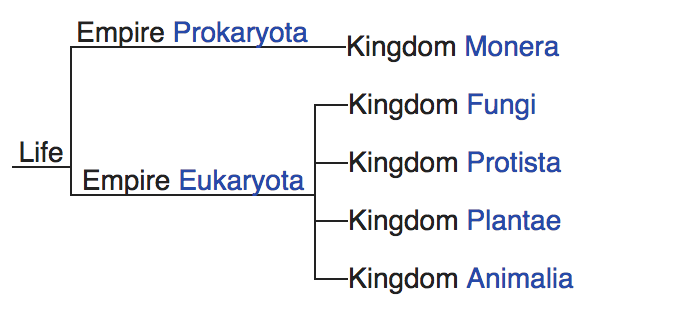 Empire Prokaryota
Kingdom Monera
Kingdom Fungi
Life
Kingdom Protista
Empire Eukaryota
Kingdom Plantae
Kingdom Animalia